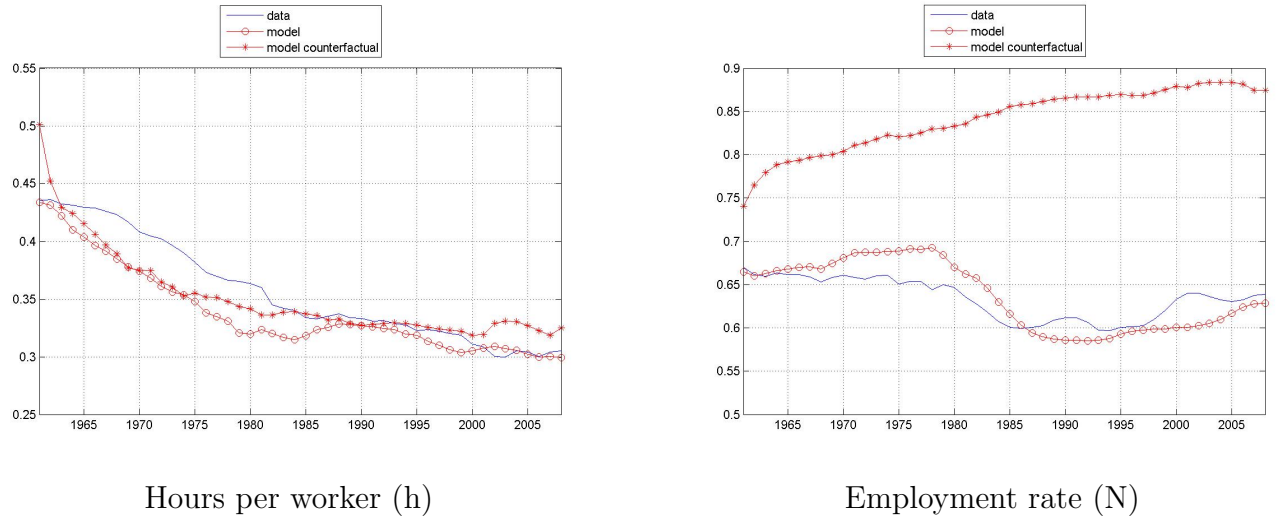 data
model
model counterfactual
0.55
0.5
0.45
0.4
0.35
0.3
0.25
1965 1970 1975 1980 1985 1990 1995 2000 2005
Hours per worker (h)
data
model
model counterfactual
0.9
0.85
0.8
0.75
0.7
0.65
0.6
0.55
0.5
1965 1970 1975 1980 1985 1990 1995 2000 2005
Employment rate (N)